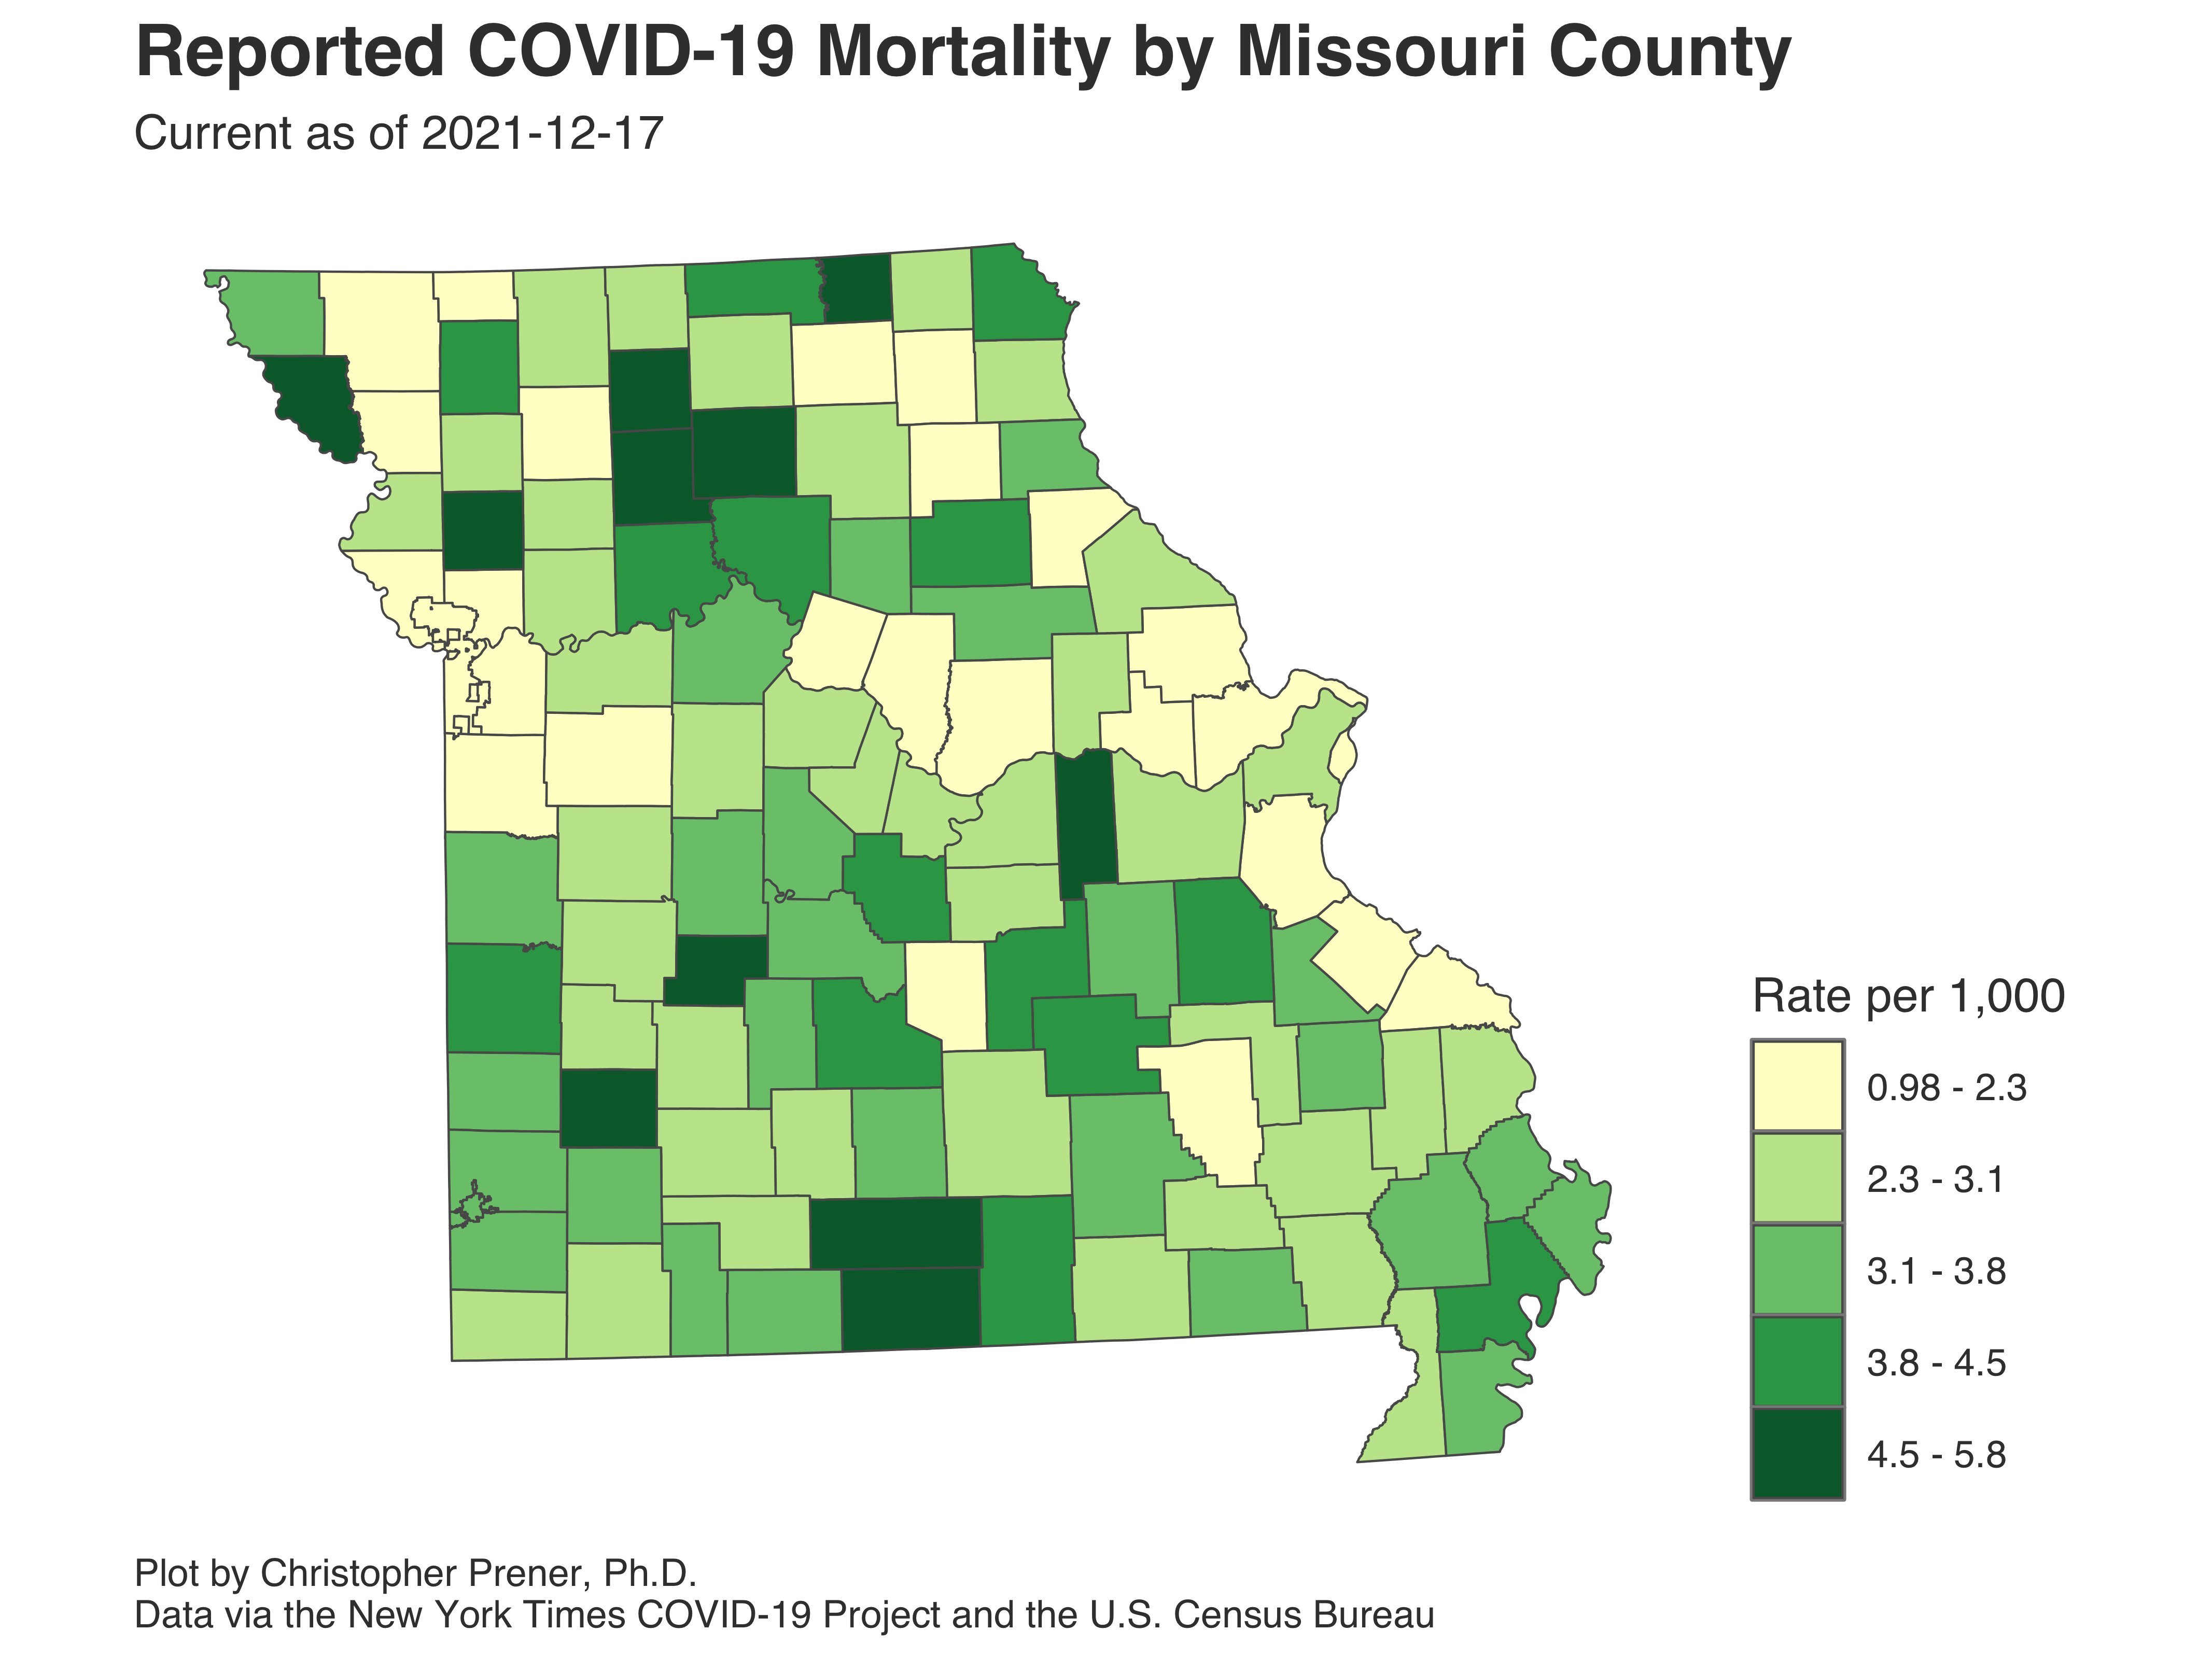 Reported COVID-19 Mortality by Missouri County
Current as of 2021-12-17
Rate per 1,000
0.98 - 2.3
2.3 - 3.1
3.1 - 3.8
3.8 - 4.5
4.5 - 5.8
Plot by Christopher Prener, Ph.D.
Data via the New York Times COVID-19 Project and the U.S. Census Bureau